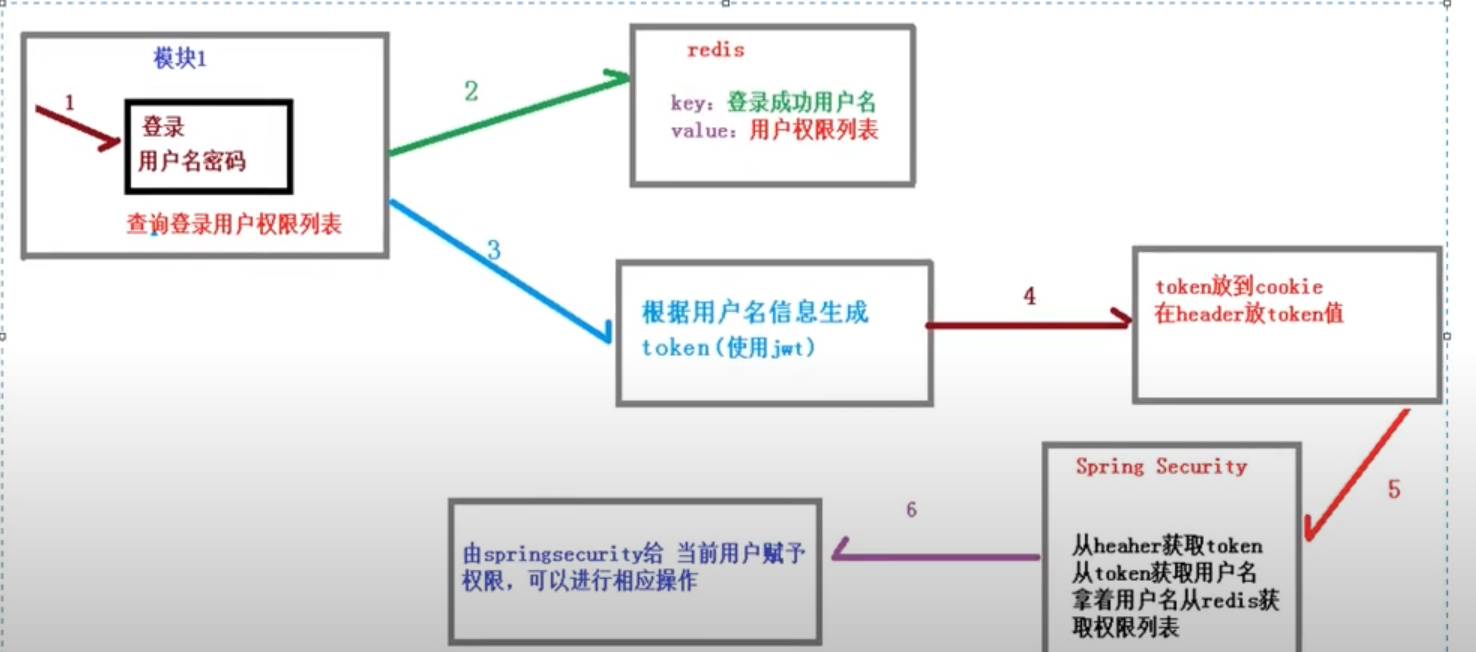 模块1
1
登录
用户名密码
查询登录用户权限列表
2
redis
key：登录成功用户名
value：用户权限列表
3
根据用户名信息生成
token(使用jwt)
4
token放到cookie
在header放token值
5
Spring Security
从heaher获取token
从token获取用户名
拿着用户名从redis获
取权限列表
6
由springsecurity给 当前用户赋予
权限，可以进行相应操作